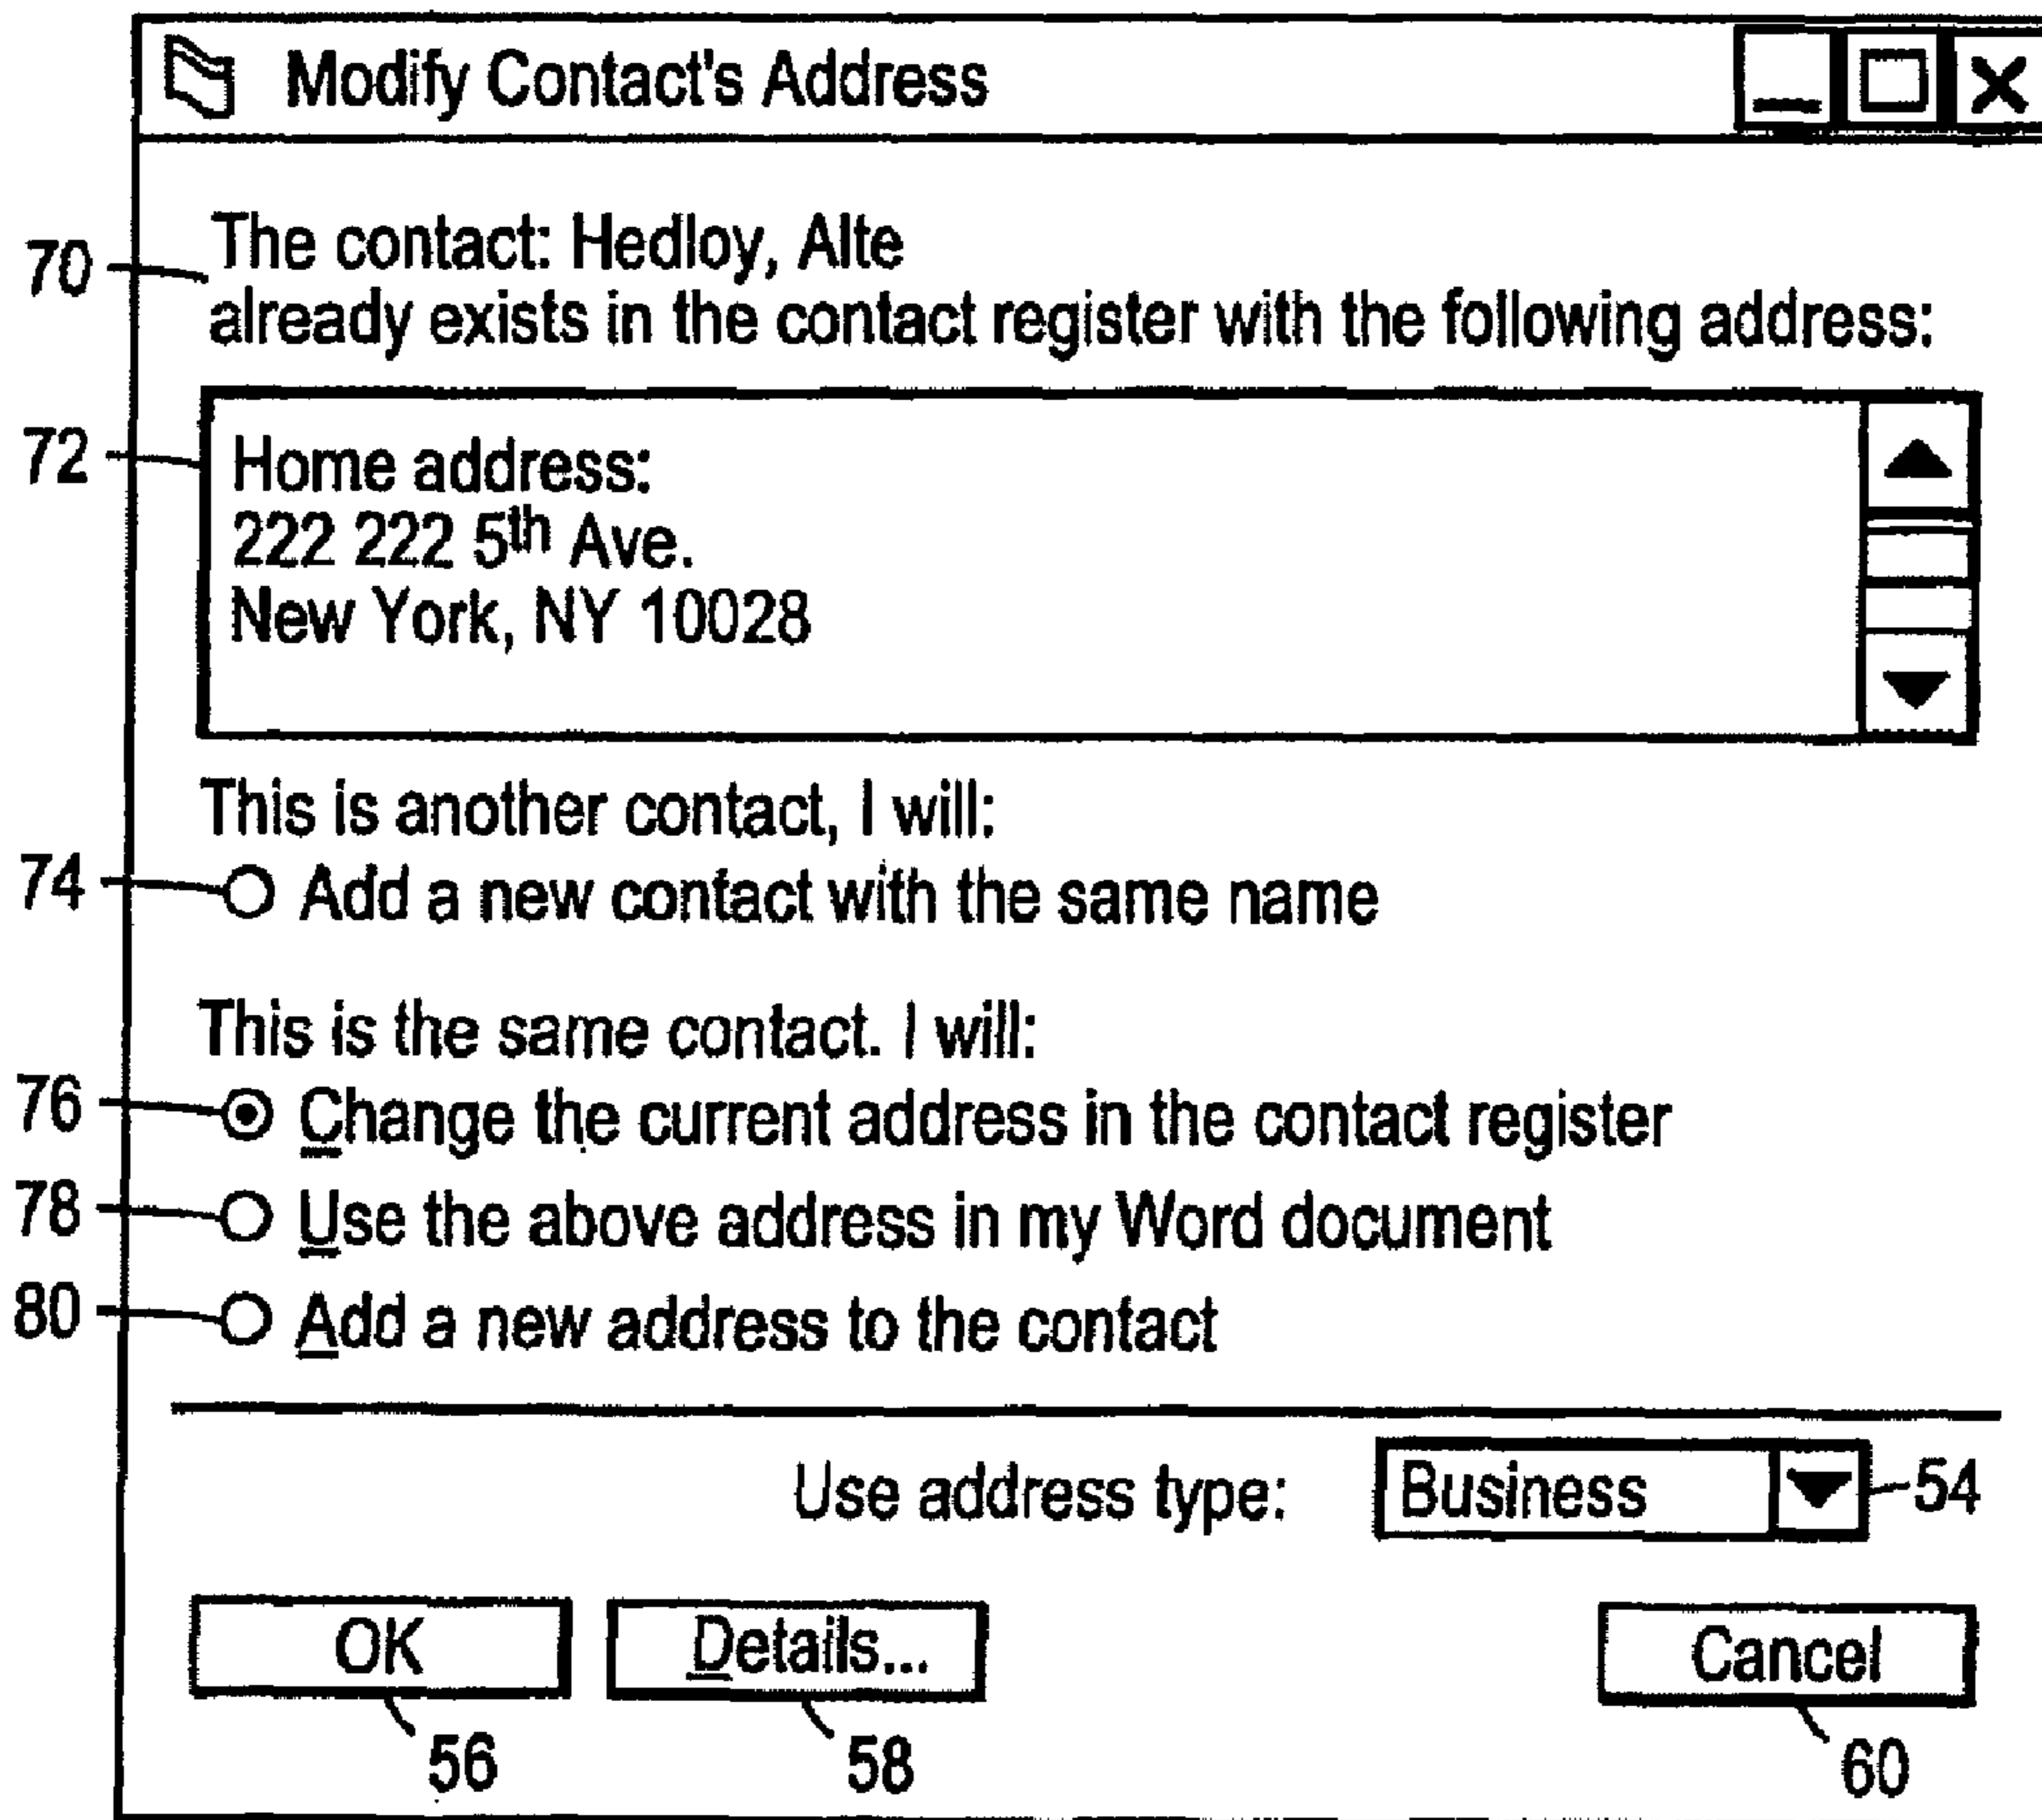 Modify Contact's Address
70
The contact: Hedloy, Alte
already exists in the contact register with the following address:
72
Home address:
222 222 5th Ave.
New York, NY 10028
This is another contact, I will:
74
Add a new contact with the same name
This is the same contact. I will:
76
Change the current address in the contact register
78
Use the above address in my Word document
80
Add a new address to the contact
Use address type: Business 54
OK Details... Cancel
56 58 60